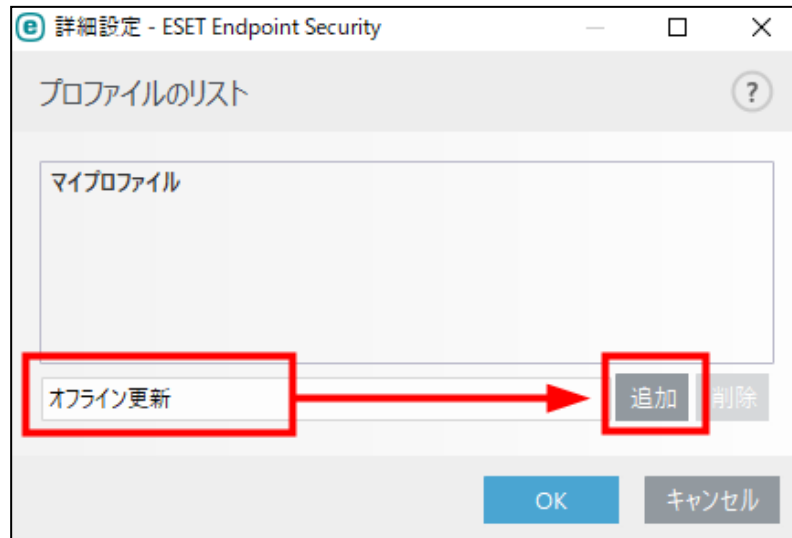 e 詳細設定 - ESET Endpoint Security
プロファイルのリスト
?
マイプロファイル
オフライン更新
追加 削除
OK キャンセル